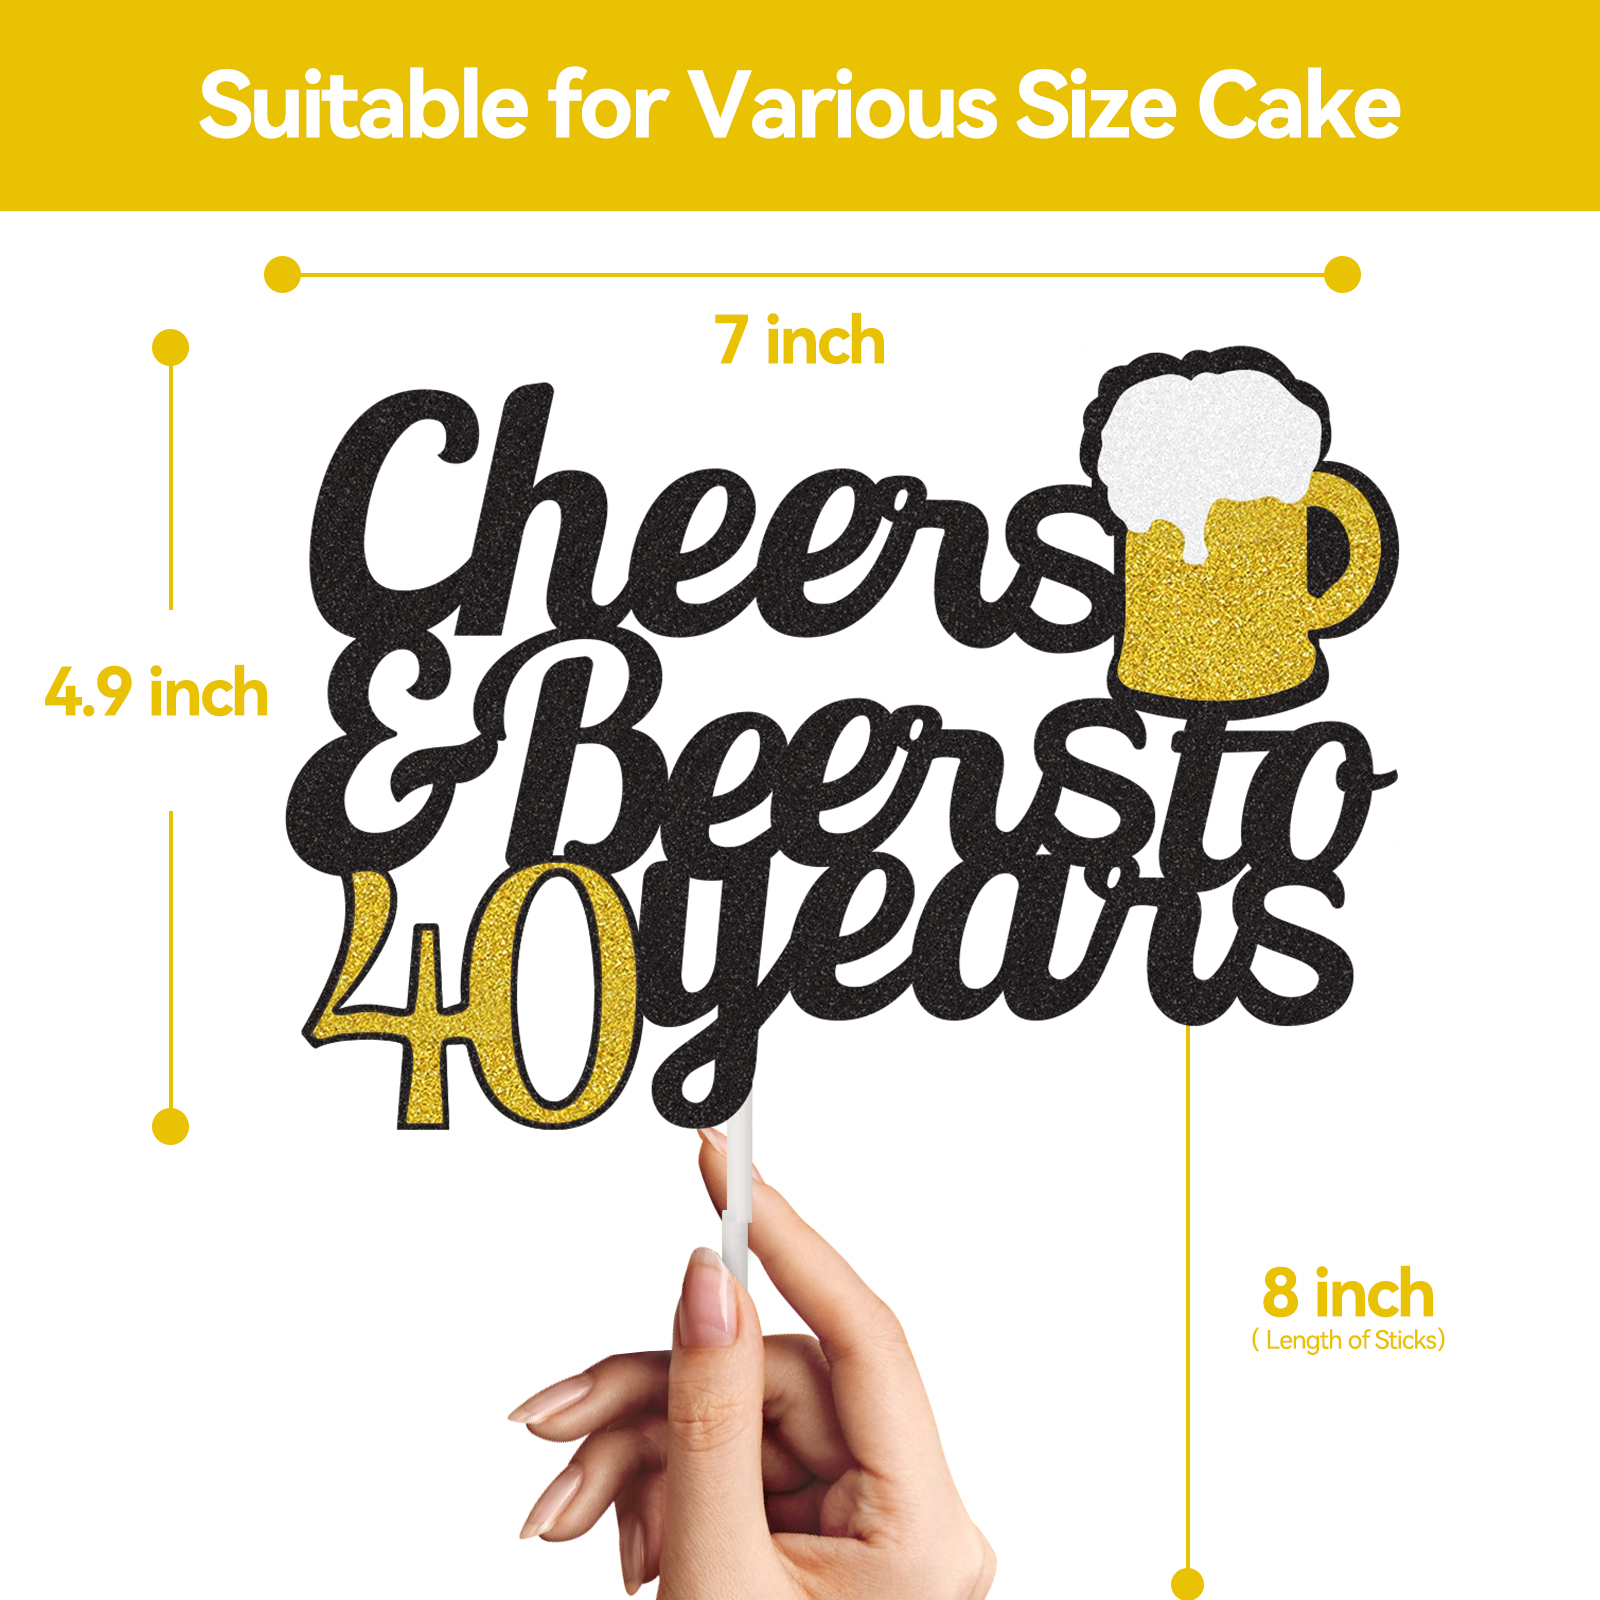 Suitable for Various Size Cake
7 inch
Cheers
4.9 inch
& Beers to
40 years
8 inch
( Length of Sticks)